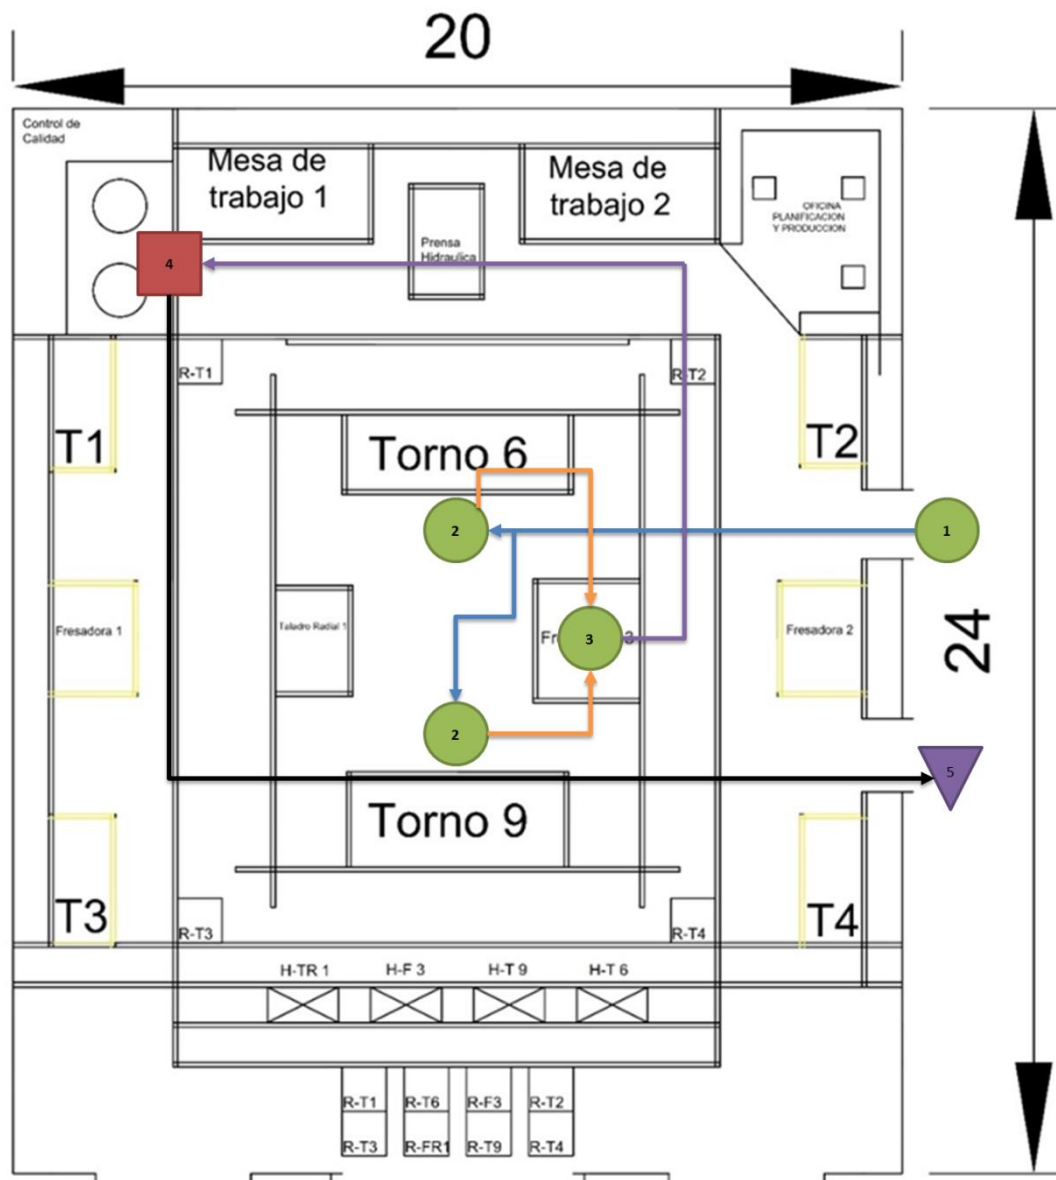 20
Control de
Calidad
Mesa de
trabajo 1
Mesa de
trabajo 2
OFICINA
PLANIFICACION
Y PRODUCCION
Prensa
Hidraulica
4
R-T1
R-T2
T1
Torno 6
T2
2
1
Fresadora 1
Taladro Radial 1
3
Fresadora 2
24
2
5
Torno 9
T3
T4
R-T3
R-T4
H-TR 1
H-F 3
H-T 9
H-T 6
R-T1
R-T6
R-F3
R-T2
R-T3
R-FR1
R-T9
R-T4